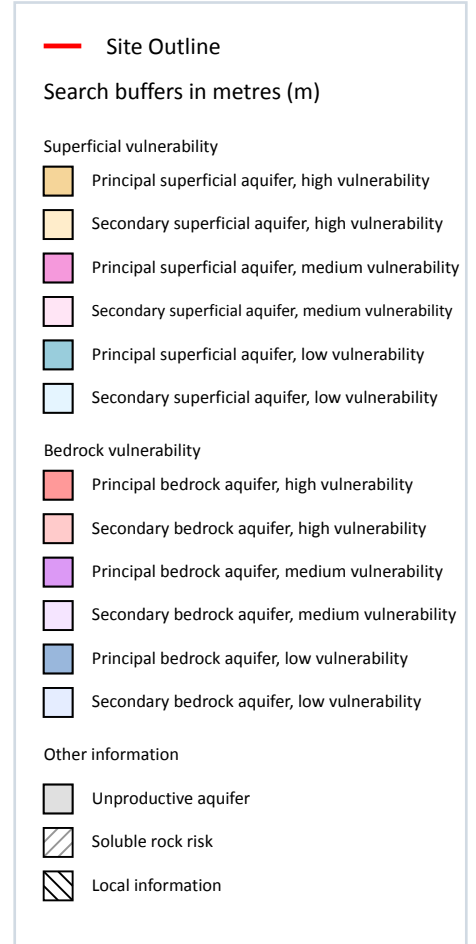 Site Outline
Search buffers in metres (m)
Superficial vulnerability
Principal superficial aquifer, high vulnerability
Secondary superficial aquifer, high vulnerability
Principal superficial aquifer, medium vulnerability
Secondary superficial aquifer, medium vulnerability
Principal superficial aquifer, low vulnerability
Secondary superficial aquifer, low vulnerability
Bedrock vulnerability
Principal bedrock aquifer, high vulnerability
Secondary bedrock aquifer, high vulnerability
Principal bedrock aquifer, medium vulnerability
Secondary bedrock aquifer, medium vulnerability
Principal bedrock aquifer, low vulnerability
Secondary bedrock aquifer, low vulnerability
Other information
Unproductive aquifer
Soluble rock risk
Local information